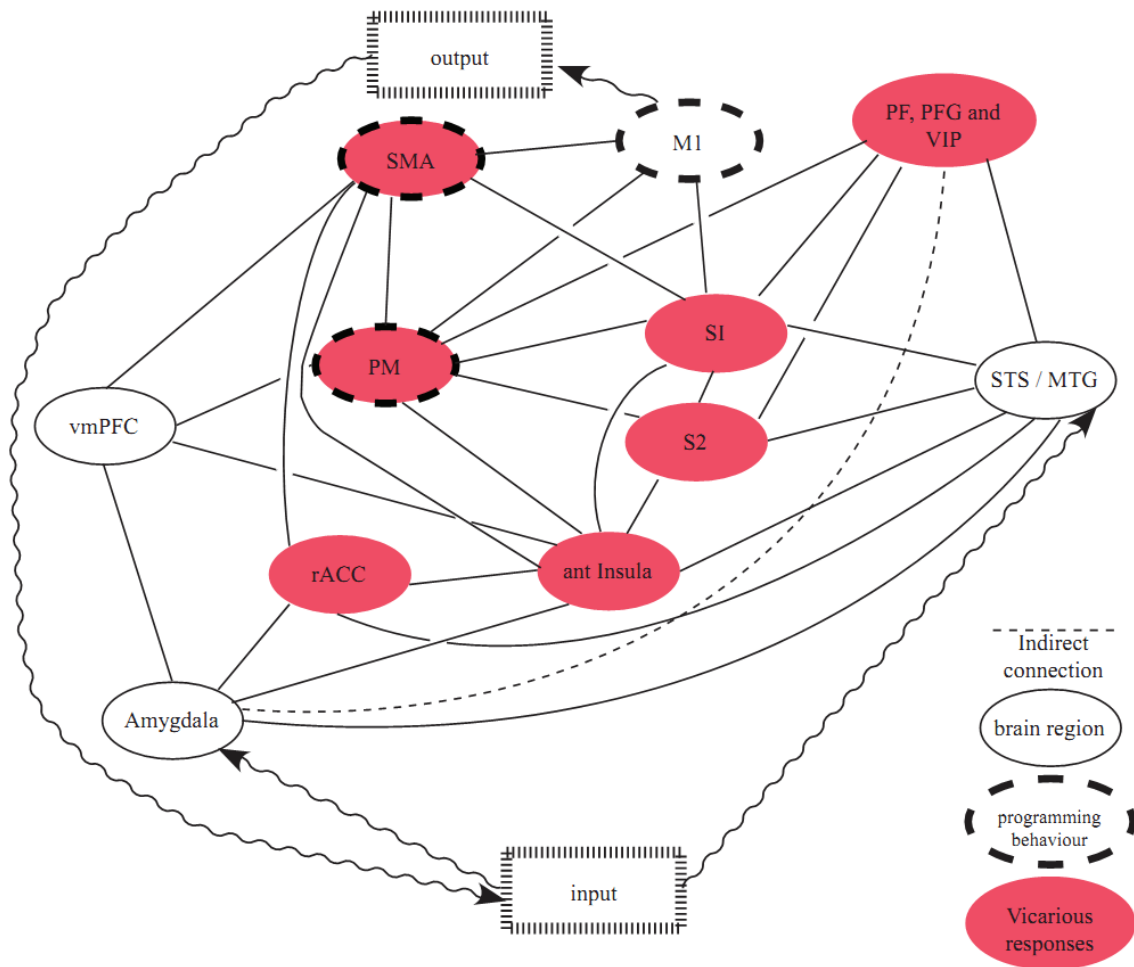 output
SMA
M1
PF, PFG and
VIP
PM
SI
STS / MTG
vmPFC
S2
rACC
ant Insula
Amygdala
input
Indirect
connection
brain region
programming
behaviour
Vicarious
responses